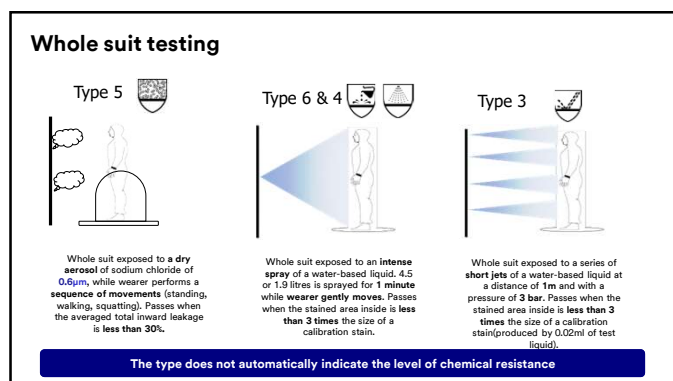 Whole suit testing
Type 5
Type 6 & 4
Type 3
Whole suit exposed to a dry
aerosol of sodium chloride of
0.6µm, while wearer performs a
sequence of movements (standing,
walking, squatting). Passes when
the averaged total inward leakage
is less than 30%.
Whole suit exposed to an intense
spray of a water-based liquid. 4.5
or 1.9 litres is sprayed for 1 minute
while wearer gently moves. Passes
when the stained area inside is less
than 3 times the size of a
calibration stain.
Whole suit exposed to a series of
short jets of a water-based liquid at
a distance of 1m and with a
pressure of 3 bar. Passes when the
stained area inside is less than 3
times the size of a calibration
stain(produced by 0.02ml of test
liquid).
The type does not automatically indicate the level of chemical resistance